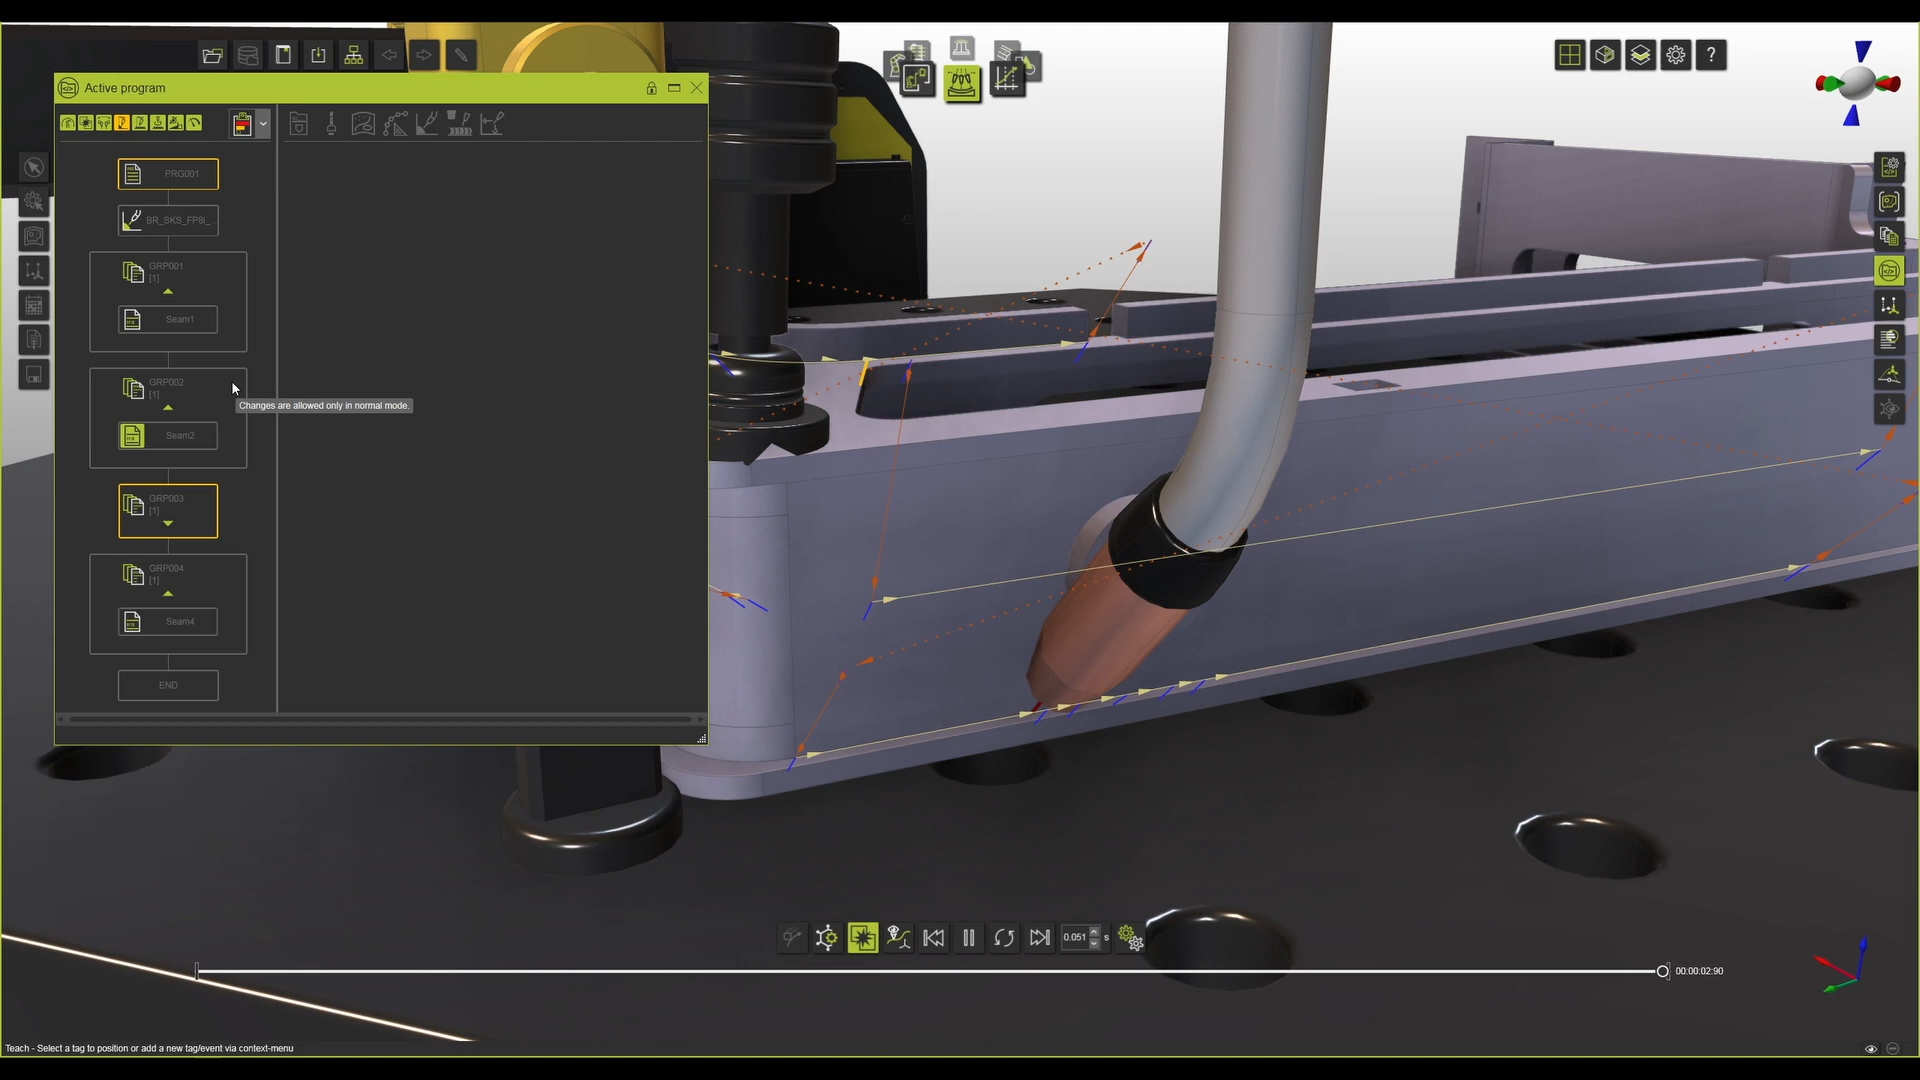 Active program
PRG001
BR_SKS_FP8i_...
GRP001
[1]
Seam1
GRP002
[1]
Changes are allowed only in normal mode.
Seam2
GRP003
[1]
GRP004
[1]
Seam4
END
?
0.051 s
00:00:02:90
Teach - Select a tag to position or add a new tag/event via context-menu